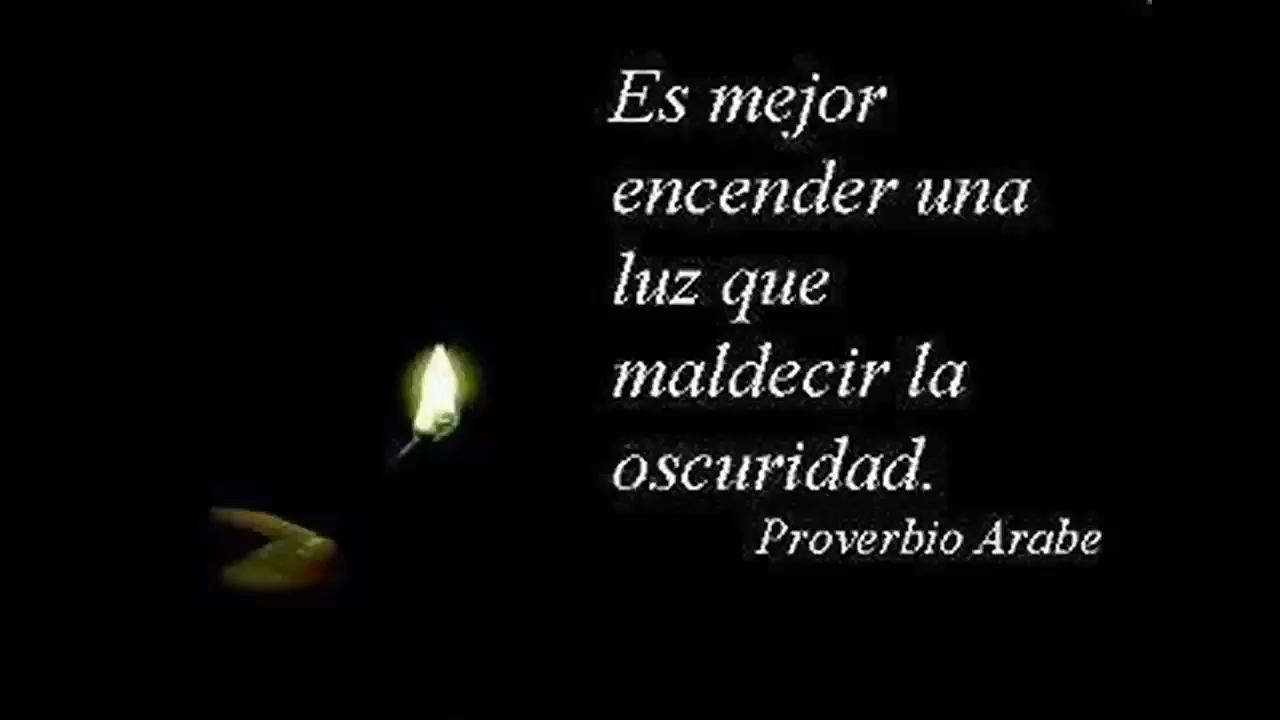 Es mejor
encender una
luz que
maldecir la
oscuridad.
Proverbio Arabe